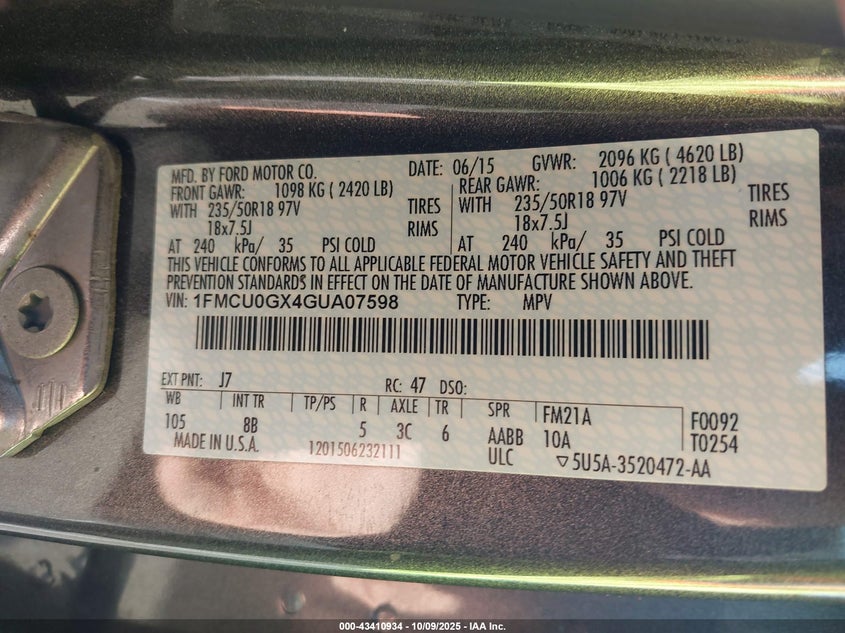 MFD. BY FORD MOTOR CO. DATE: 06/15 GVWR: 2096 KG ( 4620 LB)
FRONT GAWR: 1098 KG ( 2420 LB) REAR GAWR: 1006 KG ( 2218 LB)
WITH 235/50R18 97V TIRES WITH 235/50R18 97V TIRES
18x7.5J RIMS 18x7.5J RIMS
AT 240 kPa/ 35 PSI COLD AT 240 kPa/ 35 PSI COLD
THIS VEHICLE CONFORMS TO ALL APPLICABLE FEDERAL MOTOR VEHICLE SAFETY AND THEFT
PREVENTION STANDARDS IN EFFECT ON THE DATE OF MANUFACTURE SHOWN ABOVE.
VIN: 1FMCU0GX4GUA07598 TYPE: MPV
EXT PNT: J7 RC: 47 DSO:
WB INT TR TP/PS R AXLE TR SPR FM21A F0092
105 8B 5 3C 6 AABB 10A T0254
MADE IN U.S.A. 1201506232111 ULC ▽5U5A-3520472-AA
000-43410934 - 10/09/2025 - IAA Inc.